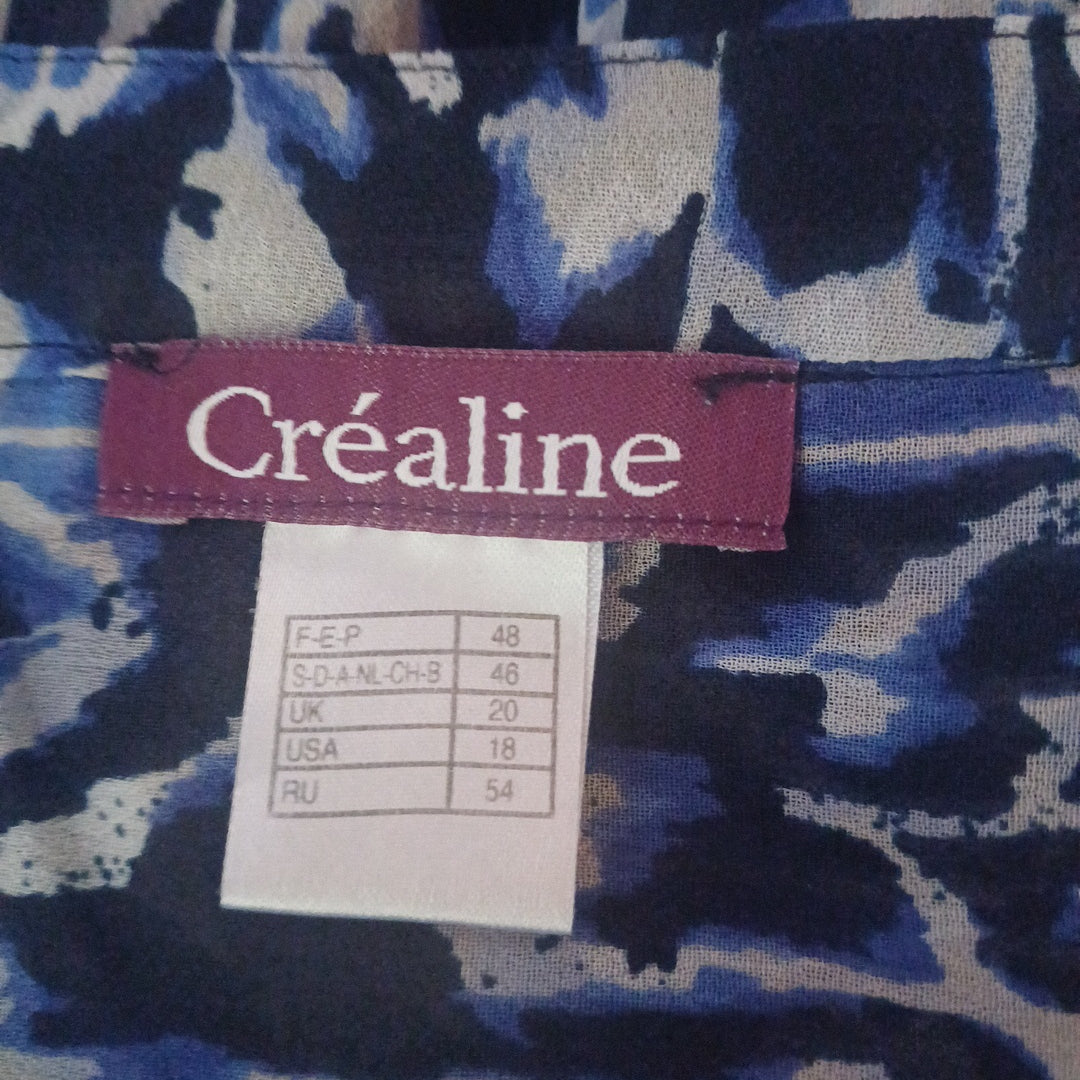 Créaline
F-E-P 48
S-D-A-NL-CH-B 46
UK 20
USA 18
RU 54